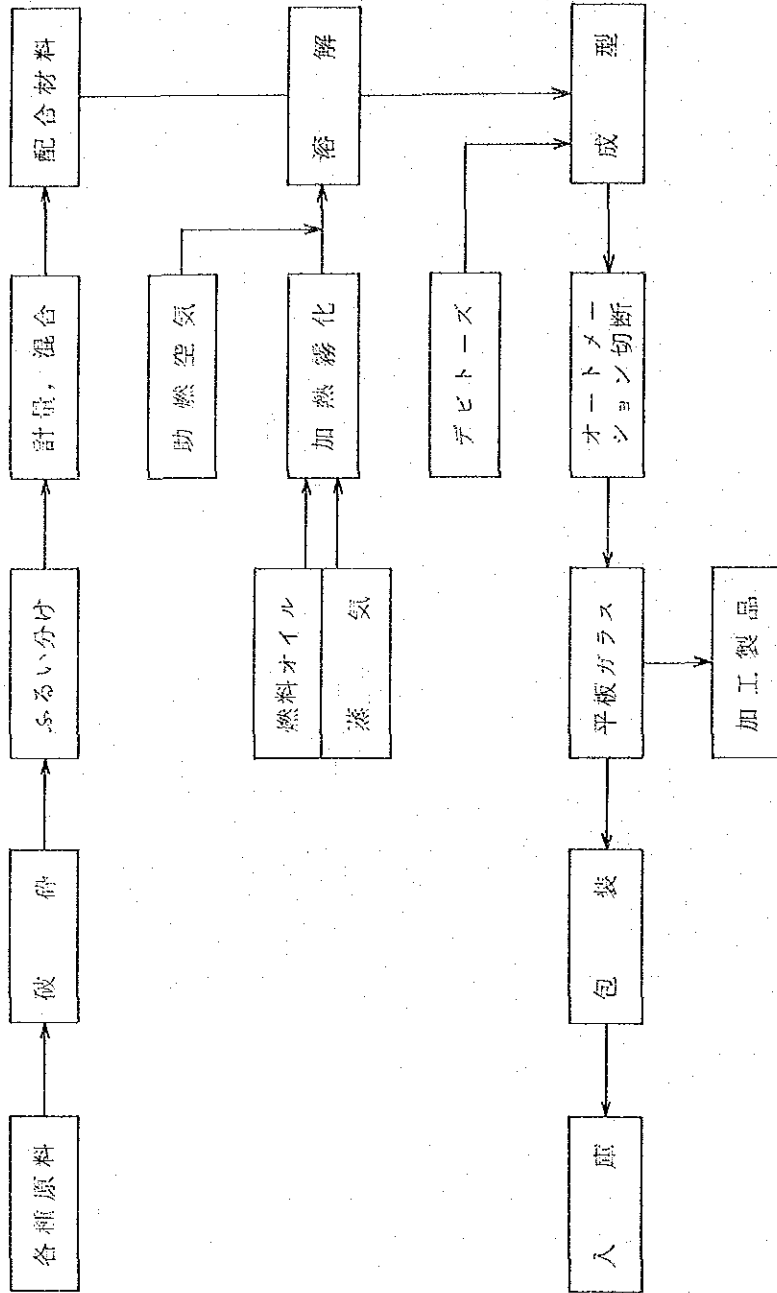 各種原料
破砕
ふるい分け
計量，混合
配合材料
助燃空気
燃料オイル
蒸気
加熱霧化
溶解
デビトーズ
成型
オートメー
ション切断
平板ガラス
加工製品
包装
入庫